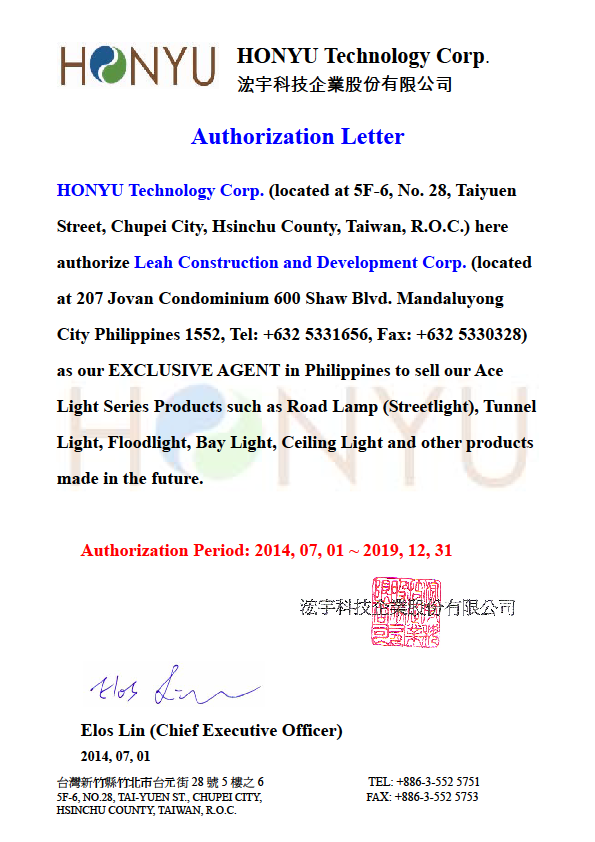 HONYU
HONYU Technology Corp.
浤宇科技企業股份有限公司
Authorization Letter
HONYU Technology Corp. (located at 5F-6, No. 28, Taiyuen
Street, Chupei City, Hsinchu County, Taiwan, R.O.C.) here
authorize Leah Construction and Development Corp. (located
at 207 Jovan Condominium 600 Shaw Blvd. Mandaluyong
City Philippines 1552, Tel: +632 5331656, Fax: +632 5330328)
as our EXCLUSIVE AGENT in Philippines to sell our Ace
Light Series Products such as Road Lamp (Streetlight), Tunnel
Light, Floodlight, Bay Light, Ceiling Light and other products
made in the future.
HONYU
Authorization Period: 2014, 07, 01 ~ 2019, 12, 31
浤宇科技企業股份有限公司
Elos Lin
Elos Lin (Chief Executive Officer)
2014, 07, 01
台灣新竹縣竹北市台元街 28 號 5 樓之 6 TEL: +886-3-552 5751
5F-6, NO.28, TAI-YUEN ST., CHUPEI CITY, FAX: +886-3-552 5753
HSINCHU COUNTY, TAIWAN, R.O.C.